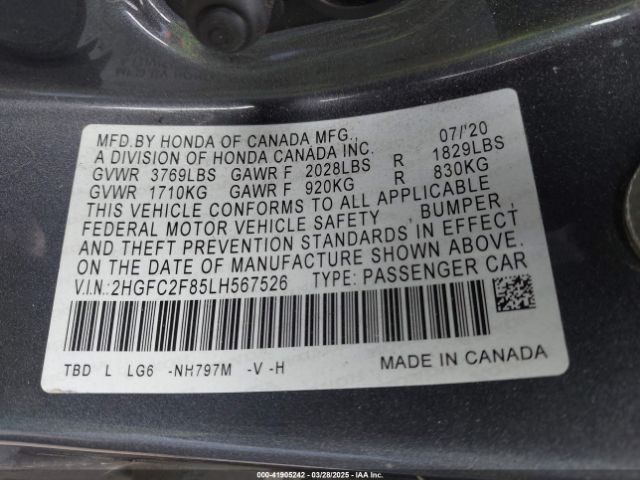 MFD.BY HONDA OF CANADA MFG., 07/'20
A DIVISION OF HONDA CANADA INC.
GVWR 3769LBS GAWR F 2028LBS R 1829LBS
GVWR 1710KG GAWR F 920KG R 830KG
THIS VEHICLE CONFORMS TO ALL APPLICABLE
FEDERAL MOTOR VEHICLE SAFETY , BUMPER ,
AND THEFT PREVENTION STANDARDS IN EFFECT
ON THE DATE OF MANUFACTURE SHOWN ABOVE.
V.I.N.:2HGFC2F85LH567526 TYPE: PASSENGER CAR
TBD L LG6 -NH797M -V -H MADE IN CANADA
000-41905242 | 03/28/2025 - IAAI.COM